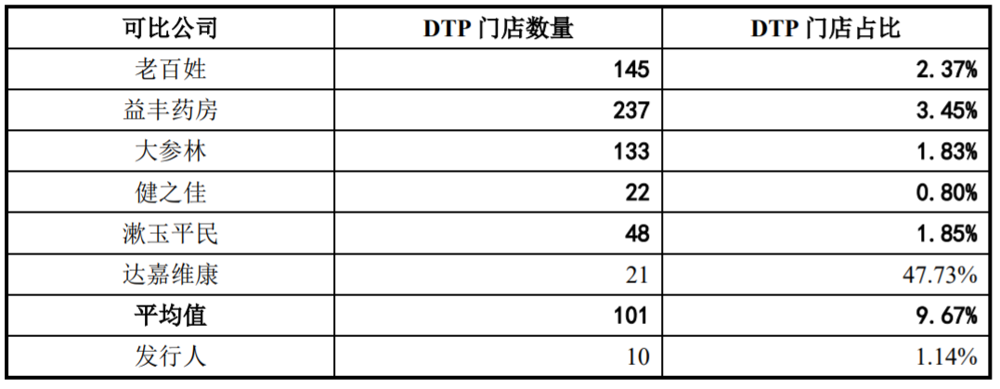 可比公司 DTP 门店数量 DTP 门店占比
老百姓 145 2.37%
益丰药房 237 3.45%
大参林 133 1.83%
健之佳 22 0.80%
漱玉平民 48 1.85%
达嘉维康 21 47.73%
平均值 101 9.67%
发行人 10 1.14%